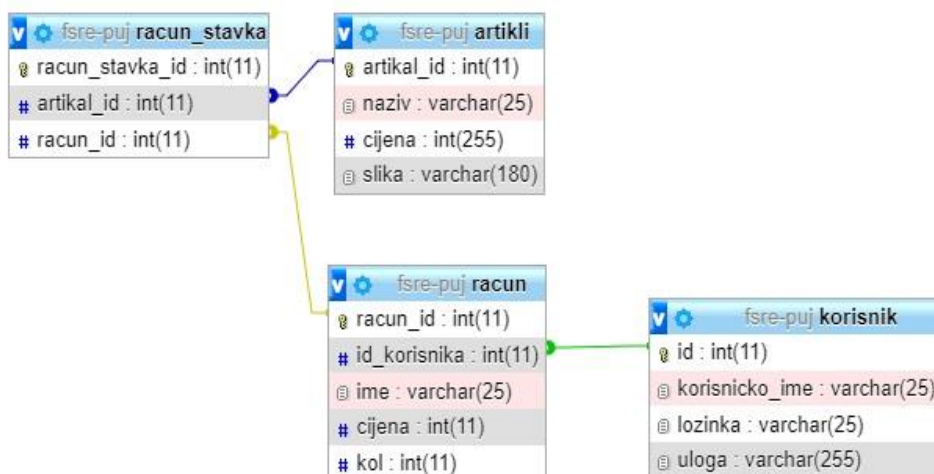 fsre-puj racun_stavka
racun_stavka_id : int(11)
artikal_id : int(11)
racun_id : int(11)
fsre-puj artikli
artikal_id : int(11)
naziv : varchar(25)
cijena : int(255)
slika : varchar(180)
fsre-puj racun
racun_id : int(11)
id_korisnika : int(11)
ime : varchar(25)
cijena : int(11)
kol : int(11)
fsre-puj korisnik
id : int(11)
korisnicko_ime : varchar(25)
lozinka : varchar(25)
uloga : varchar(255)